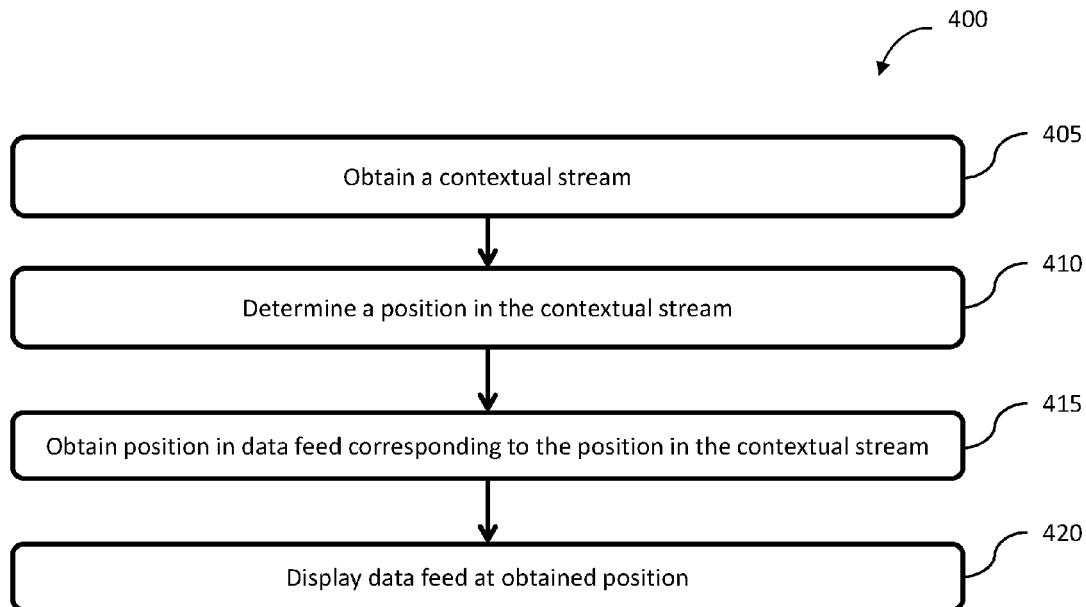 400
405
Obtain a contextual stream
410
Determine a position in the contextual stream
415
Obtain position in data feed corresponding to the position in the contextual stream
420
Display data feed at obtained position